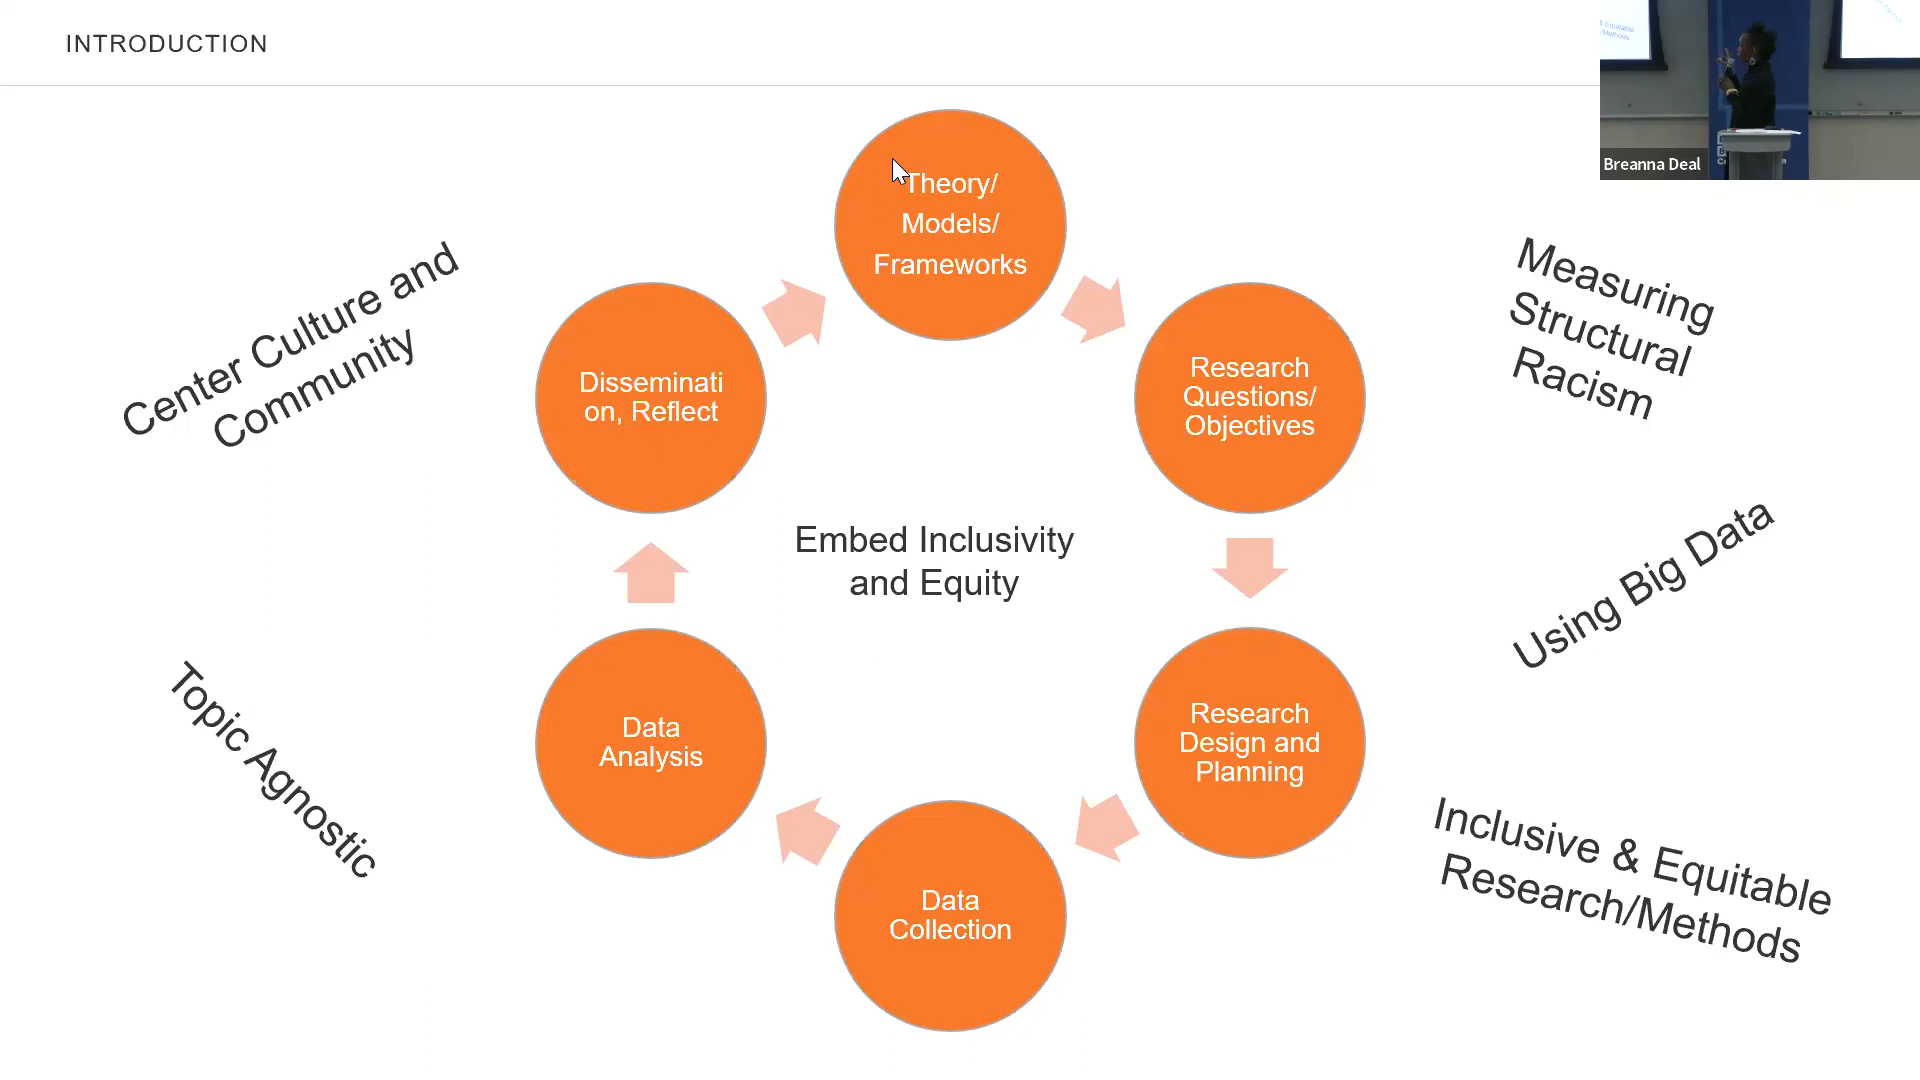 INTRODUCTION
& Equitable
/Methods
Breanna Deal
Theory/
Models/
Frameworks
Center Culture and
Community
Measuring
Structural
Racism
Disseminati
on, Reflect
Research
Questions/
Objectives
Embed Inclusivity
and Equity
Using Big Data
Topic Agnostic
Data
Analysis
Research
Design and
Planning
Inclusive & Equitable
Research/Methods
Data
Collection